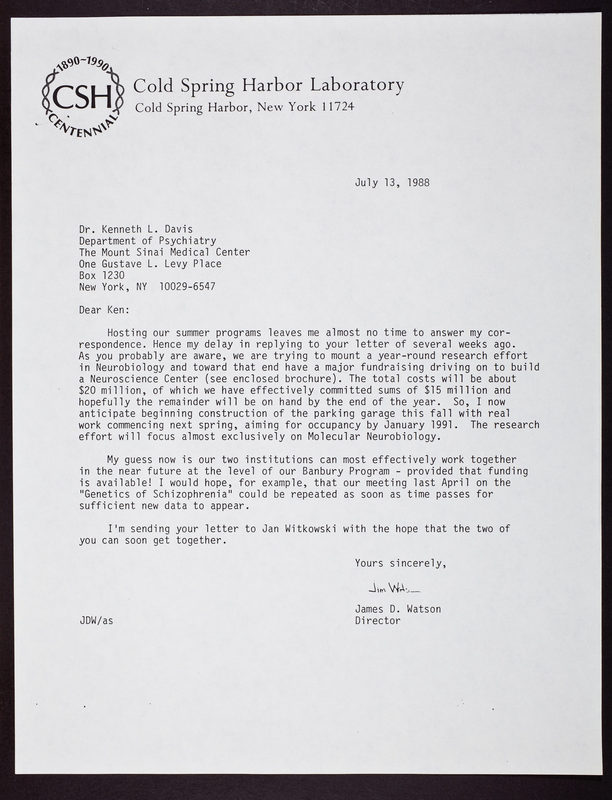 1890-1990
CSH
CENTENNIAL
Cold Spring Harbor Laboratory
Cold Spring Harbor, New York 11724
July 13, 1988
Dr. Kenneth L. Davis
Department of Psychiatry
The Mount Sinai Medical Center
One Gustave L. Levy Place
Box 1230
New York, NY 10029-6547
Dear Ken:
Hosting our summer programs leaves me almost no time to answer my cor-
respondence. Hence my delay in replying to your letter of several weeks ago.
As you probably are aware, we are trying to mount a year-round research effort
in Neurobiology and toward that end have a major fundraising driving on to build
a Neuroscience Center (see enclosed brochure). The total costs will be about
$20 million, of which we have effectively committed sums of $15 million and
hopefully the remainder will be on hand by the end of the year. So, I now
anticipate beginning construction of the parking garage this fall with real
work commencing next spring, aiming for occupancy by January 1991. The research
effort will focus almost exclusively on Molecular Neurobiology.
My guess now is our two institutions can most effectively work together
in the near future at the level of our Banbury Program - provided that funding
is available! I would hope, for example, that our meeting last April on the
"Genetics of Schizophrenia" could be repeated as soon as time passes for
sufficient new data to appear.
I'm sending your letter to Jan Witkowski with the hope that the two of
you can soon get together.
Yours sincerely,
Jim Watson
James D. Watson
JDW/as Director